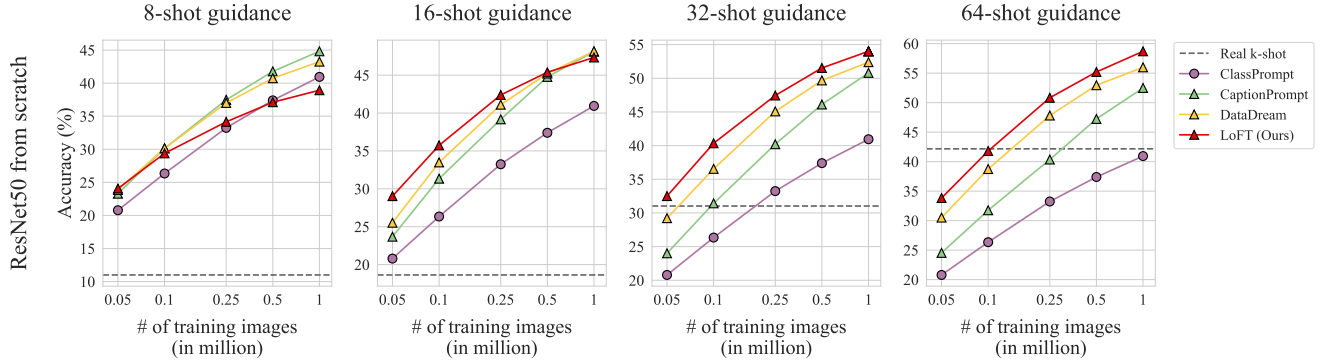 8-shot guidance
16-shot guidance
32-shot guidance
64-shot guidance
ResNet50 from scratch
Accuracy (%)
45
40
35
30
25
20
15
10
0.05 0.1 0.25 0.5 1
# of training images
(in million)
45
40
35
30
25
20
0.05 0.1 0.25 0.5 1
# of training images
(in million)
55
50
45
40
35
30
25
20
0.05 0.1 0.25 0.5 1
# of training images
(in million)
60
55
50
45
40
35
30
25
20
0.05 0.1 0.25 0.5 1
# of training images
(in million)
Real k-shot
ClassPrompt
CaptionPrompt
DataDream
LoFT (Ours)